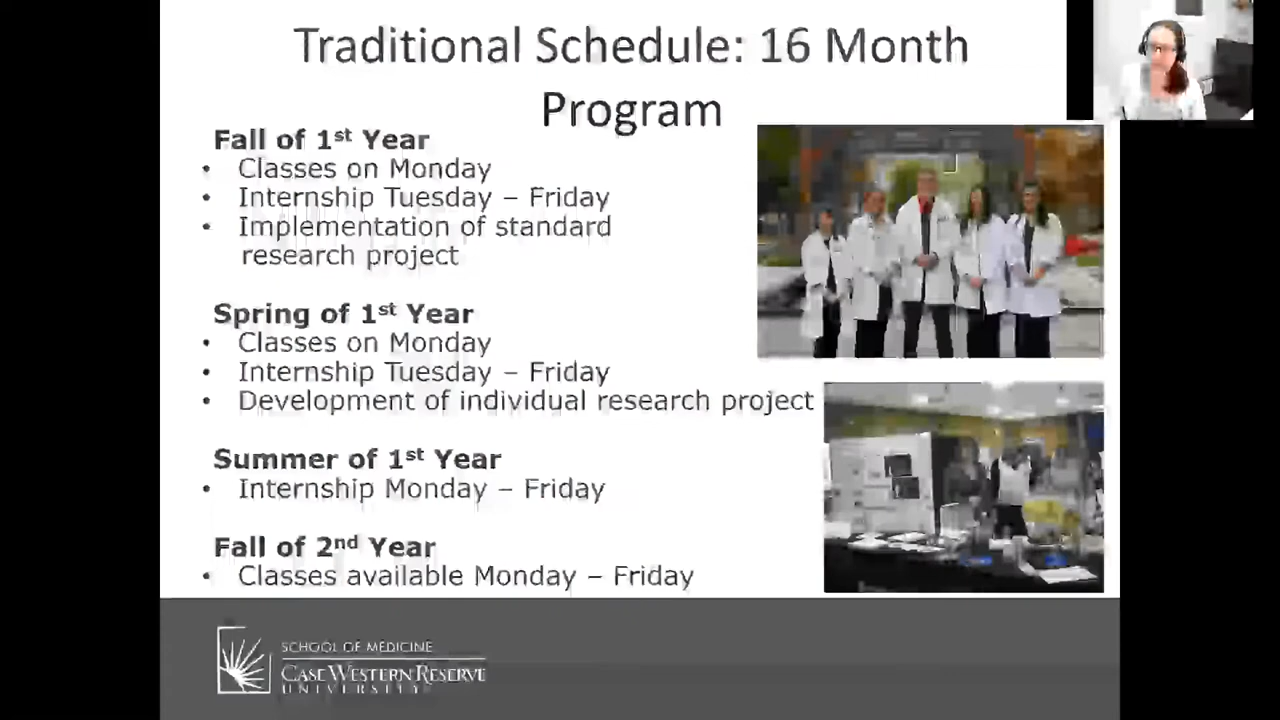 Traditional Schedule: 16 Month
Program
Fall of 1st Year
• Classes on Monday
• Internship Tuesday – Friday
• Implementation of standard
research project
Spring of 1st Year
• Classes on Monday
• Internship Tuesday – Friday
• Development of individual research project
Summer of 1st Year
• Internship Monday – Friday
Fall of 2nd Year
• Classes available Monday – Friday
SCHOOL OF MEDICINE
CASE WESTERN RESERVE
UNIVERSITY